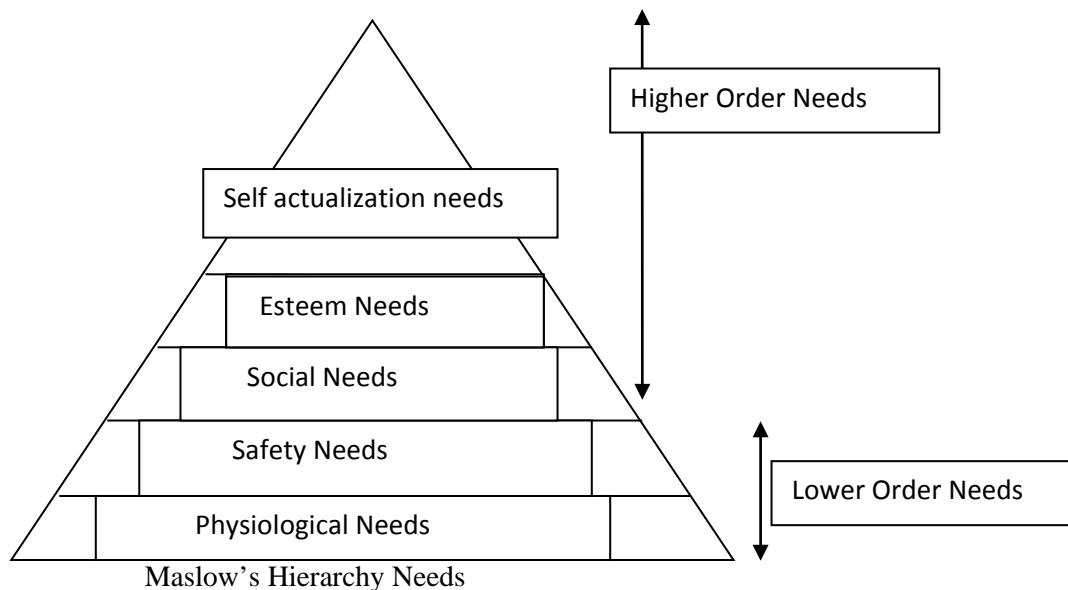 Higher Order Needs
Self actualization needs
Esteem Needs
Social Needs
Safety Needs
Lower Order Needs
Physiological Needs
Maslow’s Hierarchy Needs